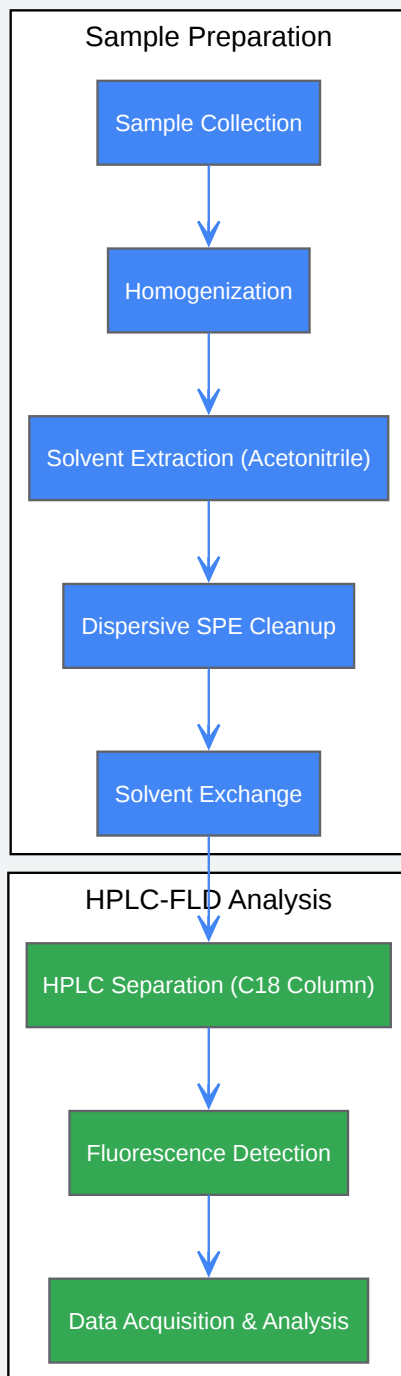 Sample Preparation
Sample Collection
Homogenization
Solvent Extraction (Acetonitrile)
Dispersive SPE Cleanup
Solvent Exchange
HPLC-FLD Analysis
HPLC Separation (C18 Column)
Fluorescence Detection
Data Acquisition & Analysis